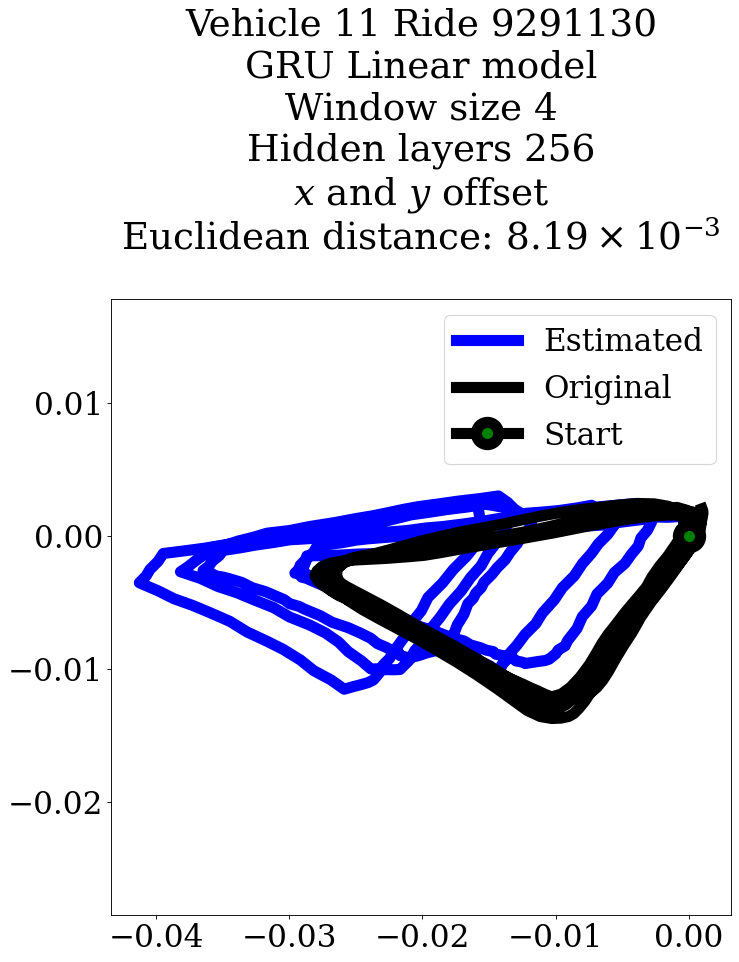 Vehicle 11 Ride 9291130
GRU Linear model
Window size 4
Hidden layers 256
x and y offset
Euclidean distance: 8.19 × 10⁻³
Estimated
Original
Start
0.01
0.00
−0.01
−0.02
−0.04 −0.03 −0.02 −0.01 0.00